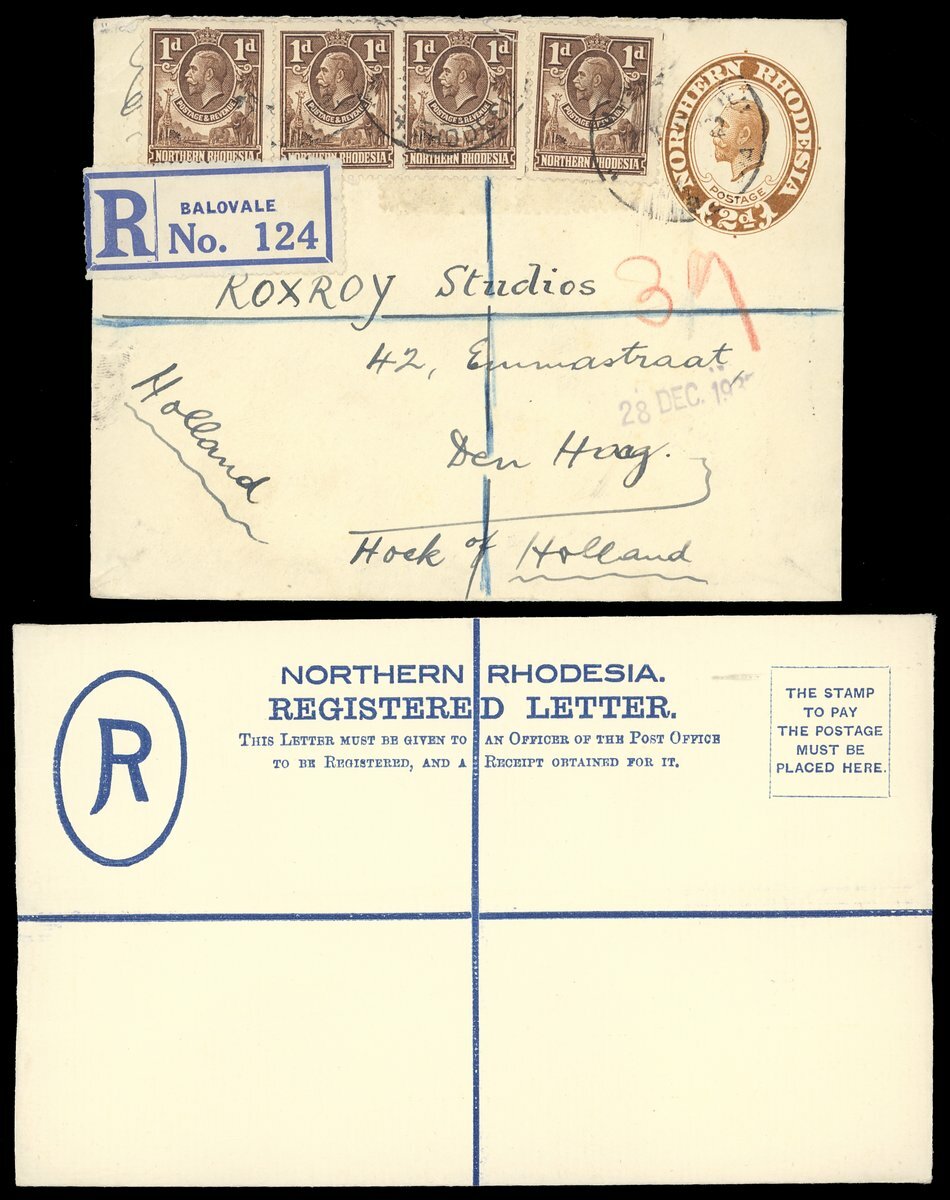 1d 1d 1d 1d 1d 1d 1d 1d
POSTAGE & REVENUE POSTAGE & REVENUE POSTAGE & REVENUE
NORTHERN RHODESIA NORTHERN RHODESIA NORTHERN RHODESIA NORTHERN RHODESIA
NORTHERN RHODESIA
POSTAGE
2d
R
BALOVALE
No. 124
ROXROY Studios
37
42, Emmastraat,
28 DEC. 19
Holland
Den Haag.
Hoek of Holland
NORTHERN RHODESIA.
REGISTERED LETTER.
THIS LETTER MUST BE GIVEN TO AN OFFICER OF THE POST OFFICE
TO BE REGISTERED, AND A RECEIPT OBTAINED FOR IT.
R
THE STAMP
TO PAY
THE POSTAGE
MUST BE
PLACED HERE.